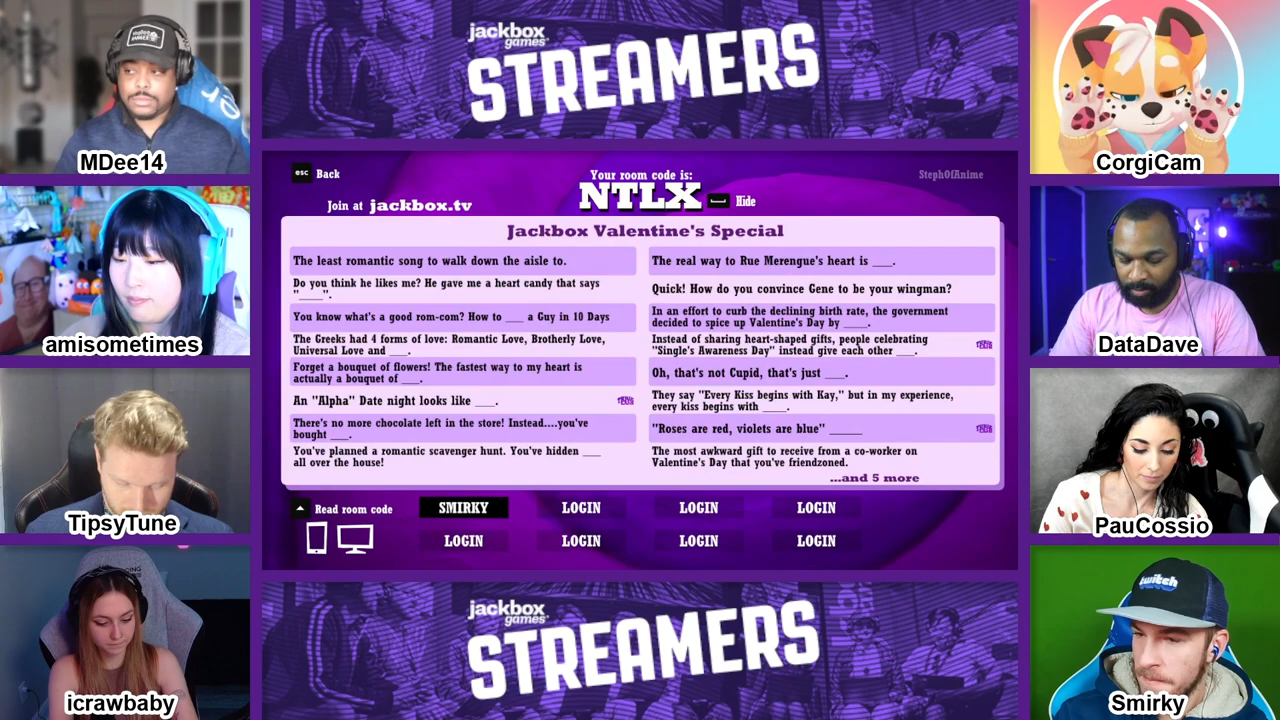 jackbox
games
STREAMERS
MDee14
amisometimes
TipsyTune
icrawbaby
CorgiCam
DataDave
PauCossio
twitch
Smirky
esc Back
Your room code is:
NTLX
Hide
StephOfAnime
Join at jackbox.tv
Jackbox Valentine's Special
The least romantic song to walk down the aisle to.
Do you think he likes me? He gave me a heart candy that says
"____".
You know what's a good rom-com? How to ___ a Guy in 10 Days
The Greeks had 4 forms of love: Romantic Love, Brotherly Love,
Universal Love and ___.
Forget a bouquet of flowers! The fastest way to my heart is
actually a bouquet of ___.
An "Alpha" Date night looks like ___.
There's no more chocolate left in the store! Instead....you've
bought ___.
You've planned a romantic scavenger hunt. You've hidden ___
all over the house!
The real way to Rue Merengue's heart is ___.
Quick! How do you convince Gene to be your wingman?
In an effort to curb the declining birth rate, the government
decided to spice up Valentine's Day by ____.
Instead of sharing heart-shaped gifts, people celebrating
"Single's Awareness Day" instead give each other ___.
Oh, that's not Cupid, that's just ___.
They say "Every Kiss begins with Kay," but in my experience,
every kiss begins with ____.
"Roses are red, violets are blue" _____
The most awkward gift to receive from a co-worker on
Valentine's Day that you've friendzoned.
...and 5 more
Read room code
SMIRKY LOGIN LOGIN LOGIN
LOGIN LOGIN LOGIN LOGIN
jackbox
games
STREAMERS